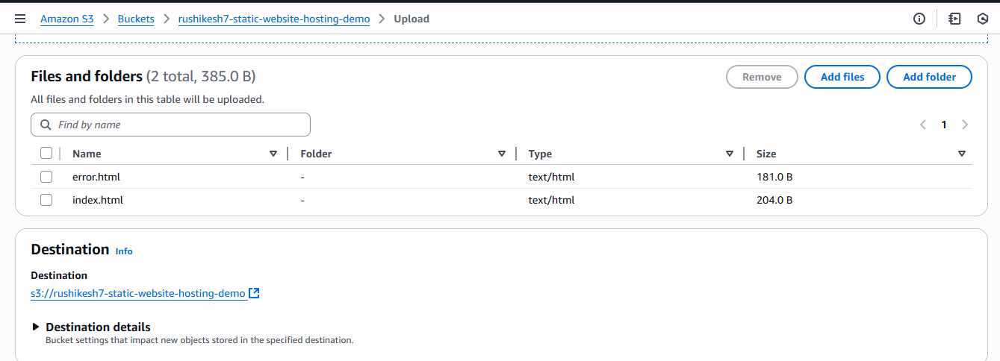 Amazon S3 > Buckets > rushikesh7-static-website-hosting-demo > Upload
Files and folders (2 total, 385.0 B)
Remove Add files Add folder
All files and folders in this table will be uploaded.
Find by name
1
Name Folder Type Size
error.html - text/html 181.0 B
index.html - text/html 204.0 B
Destination Info
Destination
s3://rushikesh7-static-website-hosting-demo
Destination details
Bucket settings that impact new objects stored in the specified destination.